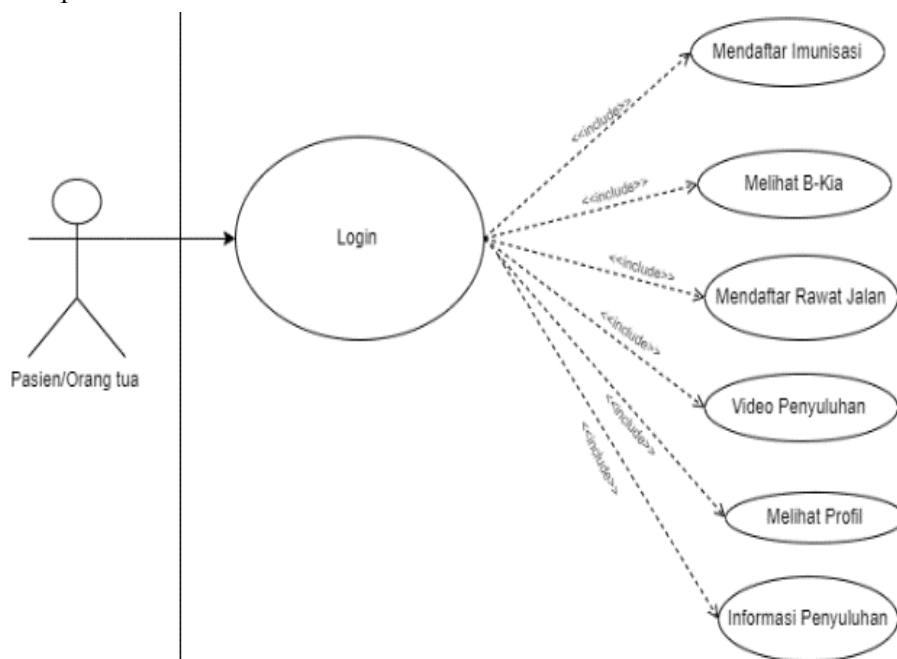 Mendaftar Imunisasi
<<include>>
Melihat B-Kia
<<include>>
Login
<<include>>
Mendaftar Rawat Jalan
<<include>>
Pasien/Orang tua
Video Penyuluhan
<<include>>
<<include>>
Melihat Profil
Informasi Penyuluhan